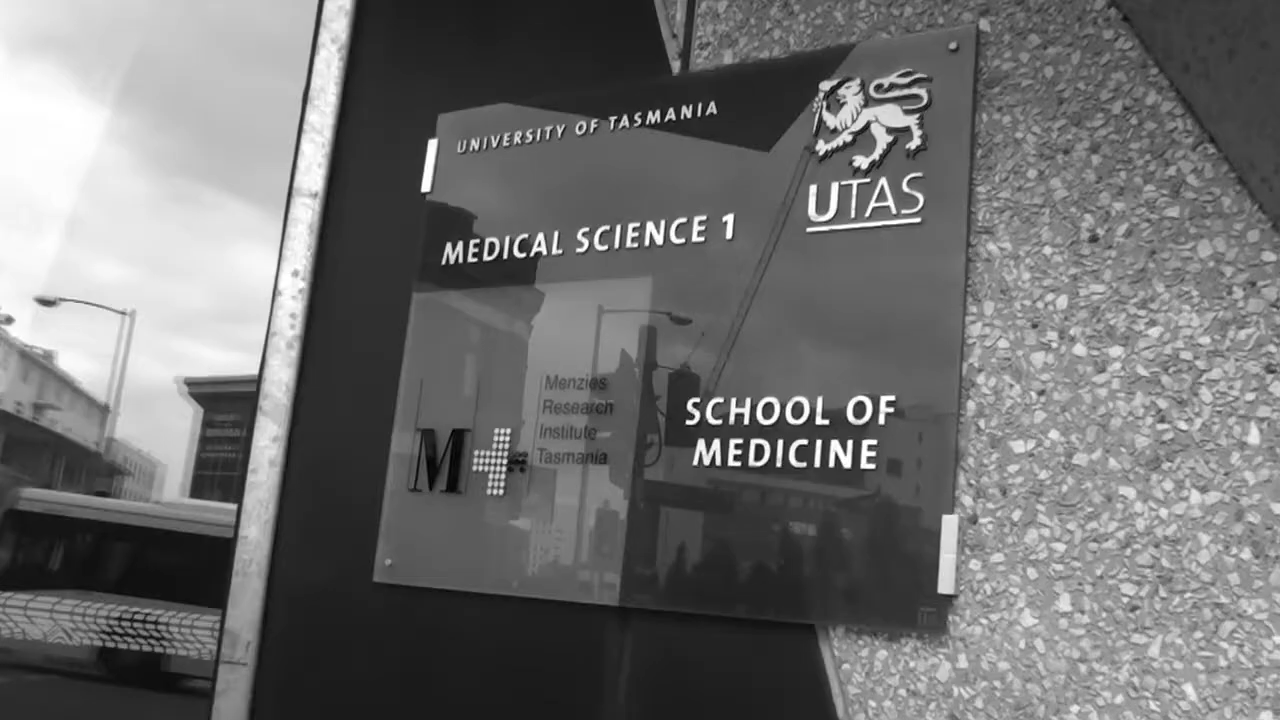 UNIVERSITY OF TASMANIA
UTAS
MEDICAL SCIENCE 1
M
Menzies
Research
Institute
Tasmania
SCHOOL OF
MEDICINE